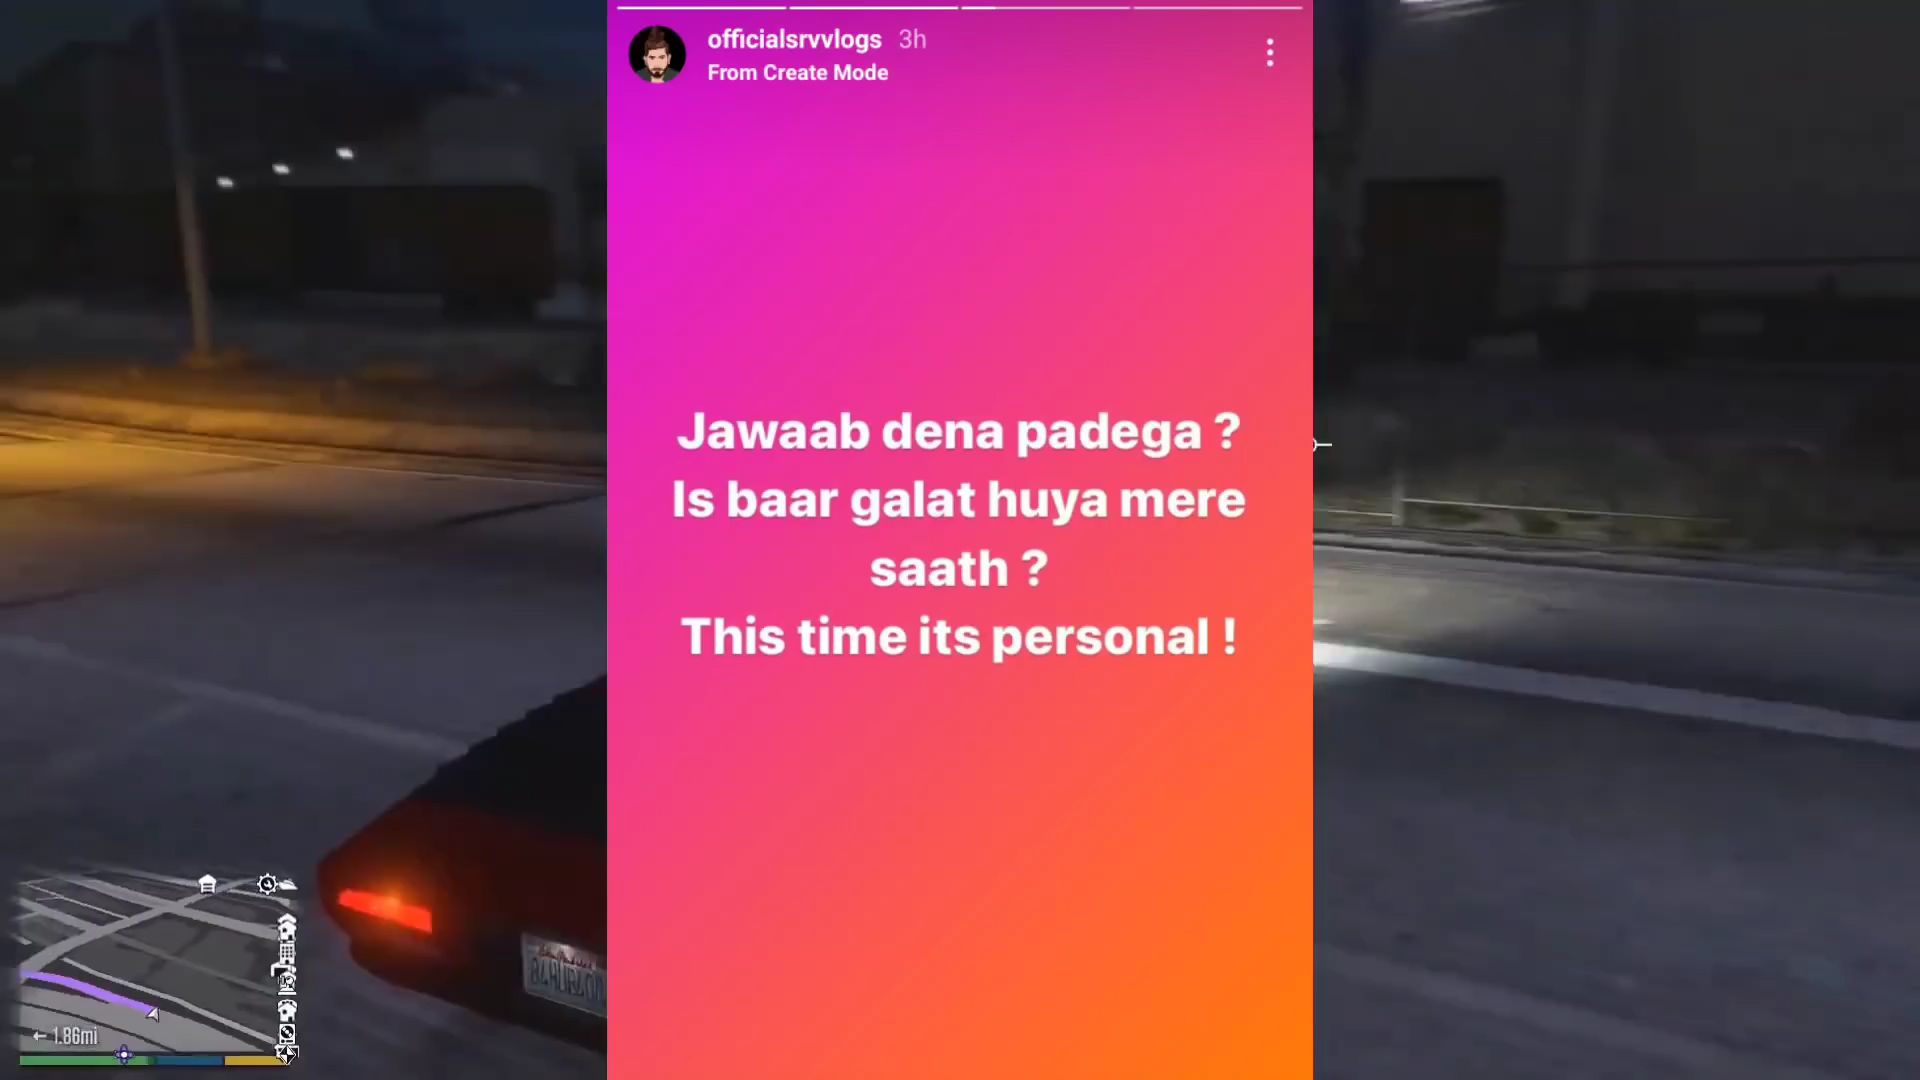 officialsrvvlogs 3h
From Create Mode
Jawaab dena padega ?
Is baar galat huya mere
saath ?
This time its personal !
1.86mi